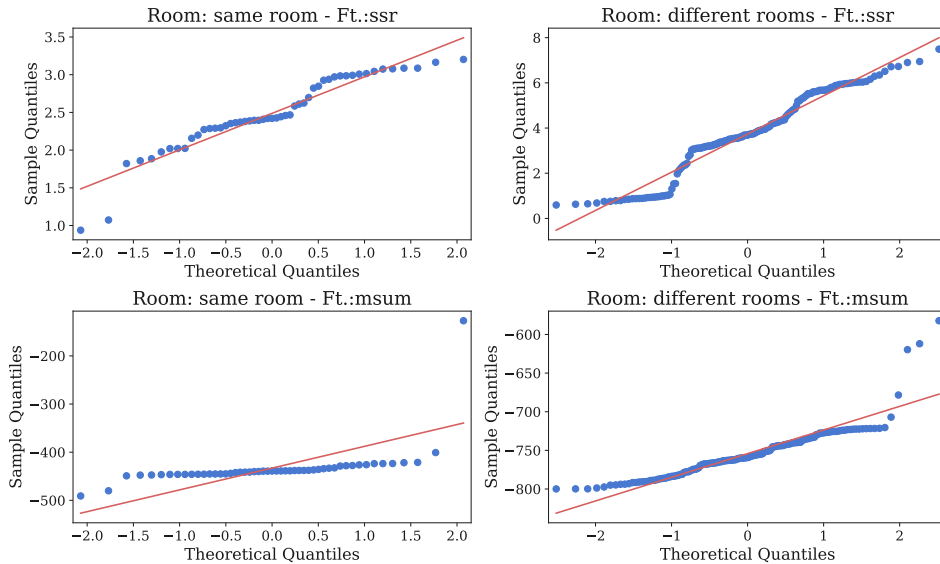 Room: same room - Ft.:ssr
Sample Quantiles
3.5
3.0
2.5
2.0
1.5
1.0
−2.0 −1.5 −1.0 −0.5 0.0 0.5 1.0 1.5 2.0
Theoretical Quantiles
Room: different rooms - Ft.:ssr
Sample Quantiles
8
6
4
2
0
−2 −1 0 1 2
Theoretical Quantiles
Room: same room - Ft.:msum
Sample Quantiles
−200
−300
−400
−500
−2.0 −1.5 −1.0 −0.5 0.0 0.5 1.0 1.5 2.0
Theoretical Quantiles
Room: different rooms - Ft.:msum
Sample Quantiles
−600
−650
−700
−750
−800
−2 −1 0 1 2
Theoretical Quantiles